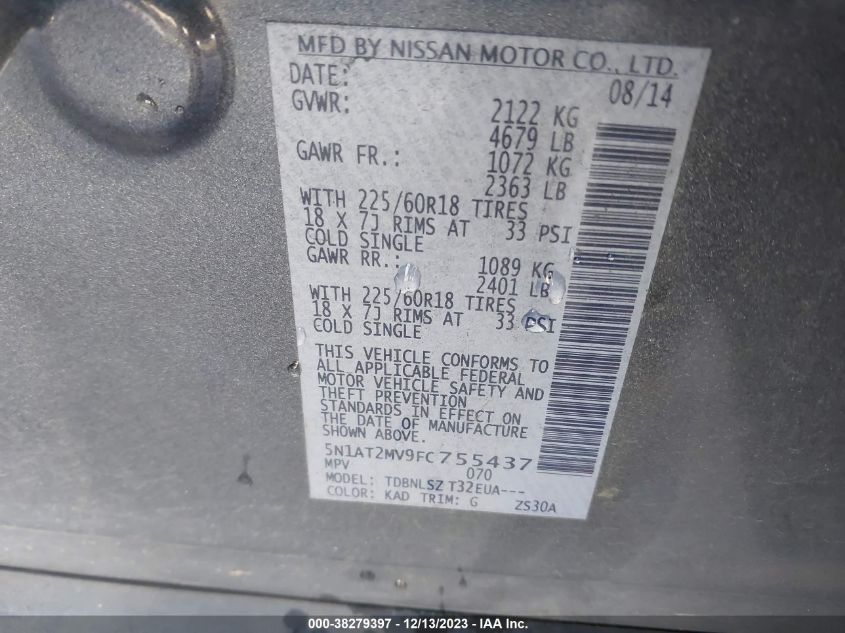 MFD BY NISSAN MOTOR CO., LTD.
DATE: 08/14
GVWR: 2122 KG
4679 LB
GAWR FR.: 1072 KG
2363 LB
WITH 225/60R18 TIRES
18 X 7J RIMS AT 33 PSI
COLD SINGLE
GAWR RR.: 1089 KG
2401 LB
WITH 225/60R18 TIRES
18 X 7J RIMS AT 33 PSI
COLD SINGLE
THIS VEHICLE CONFORMS TO
ALL APPLICABLE FEDERAL
MOTOR VEHICLE SAFETY AND
THEFT PREVENTION
STANDARDS IN EFFECT ON
THE DATE OF MANUFACTURE
SHOWN ABOVE.
5N1AT2MV9FC755437
MPV 070
MODEL: TDBNLSZ T32EUA---
COLOR: KAD TRIM: G ZS30A
000-38279397 - 12/13/2023 - COPYRIGHT IAA, LLC.